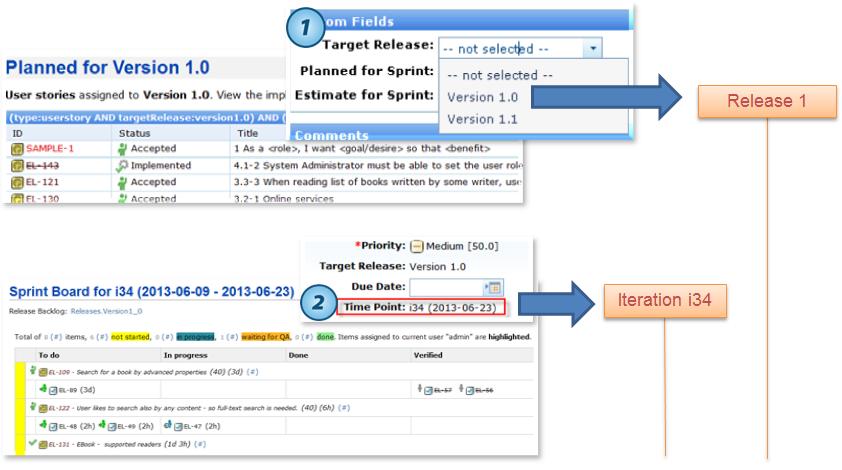 1
om Fields
Target Release: -- not selected --
Planned for Sprint: -- not selected --
Estimate for Sprint: Version 1.0
Version 1.1
Comments
Release 1
Planned for Version 1.0
User stories assigned to Version 1.0. View the impl
(type:userstory AND targetRelease:version1.0) AND (
ID Status Title
SAMPLE-1 Accepted 1 As a <role>, I want <goal/desire> so that <benefit>
EL-143 Implemented 4.1-2 System Administrator must be able to set the user role
EL-121 Accepted 3.3-3 When reading list of books written by some writer, use
EL-130 Accepted 3.2-1 Online services
*Priority: Medium [50.0]
Target Release: Version 1.0
Due Date:
2
Time Point: i34 (2013-06-23)
Iteration i34
Sprint Board for i34 (2013-06-09 - 2013-06-23)
Release Backlog: Releases.Version1_0
Total of 8 (#) items, 6 (#) not started, 0 (#) in progress, 1 (#) waiting for QA, 0 (#) done. Items assigned to current user "admin" are highlighted.
To do In progress Done Verified
EL-109 - Search for a book by advanced properties (40) (3d) (#)
EL-89 (3d) EL-57 EL-56
EL-122 - User likes to search also by any content - so full-text search is needed. (40) (6h) (#)
EL-48 (2h) EL-49 (2h) EL-47 (2h)
EL-131 - EBook - supported readers (1d 3h) (#)